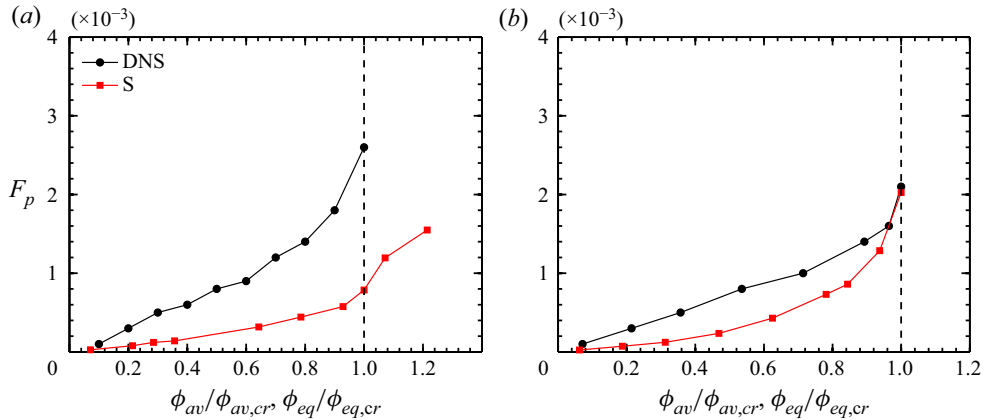 (a) (×10⁻³) (b) (×10⁻³)
4 4
DNS
S
3 3
F_p 2 2
1 1
0 0.2 0.4 0.6 0.8 1.0 1.2 0 0.2 0.4 0.6 0.8 1.0 1.2
ϕ_av/ϕ_av,cr, ϕ_eq/ϕ_eq,cr ϕ_av/ϕ_av,cr, ϕ_eq/ϕ_eq,cr